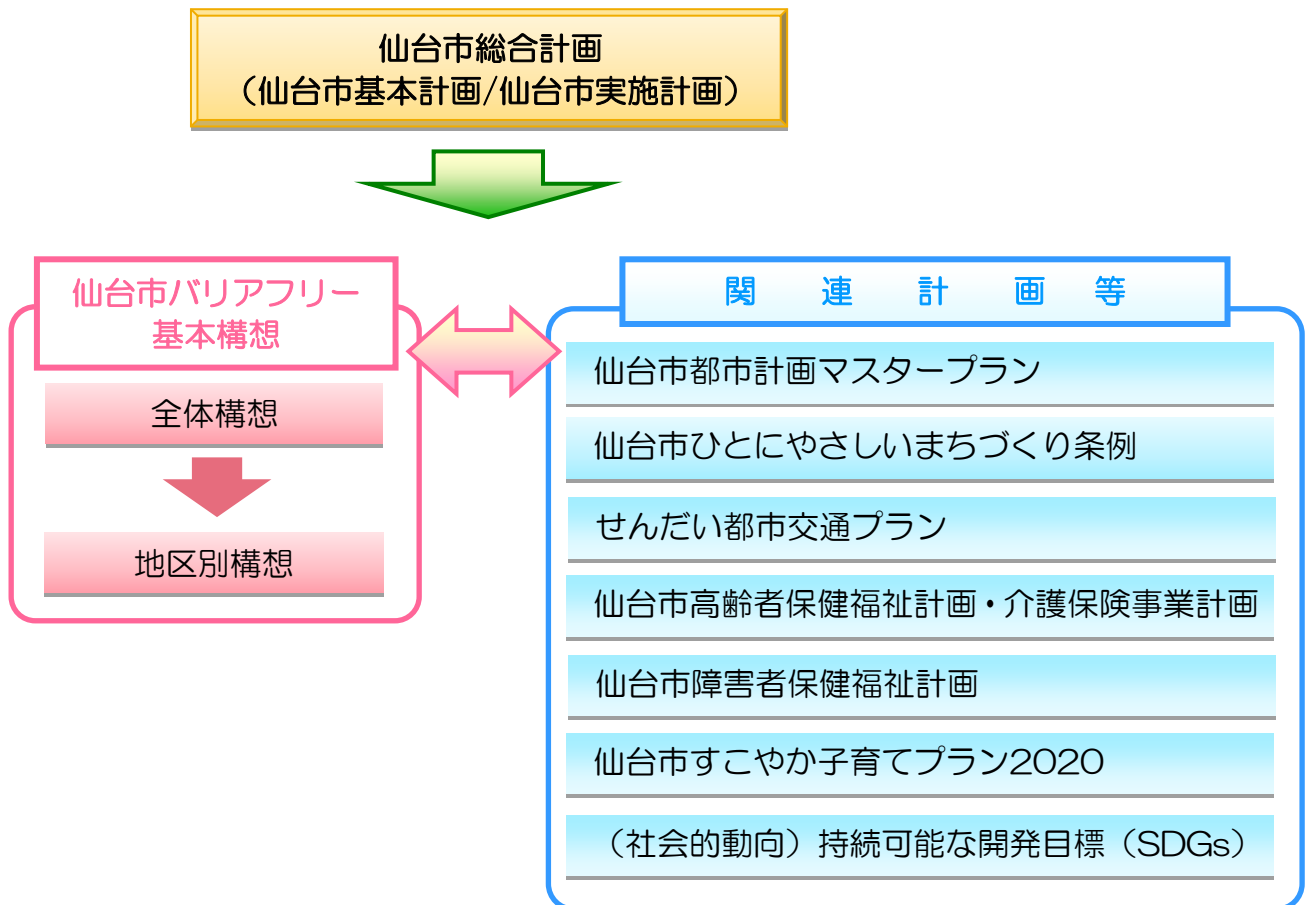 仙台市総合計画
（仙台市基本計画/仙台市実施計画）
仙台市バリアフリー
基本構想
全体構想
地区別構想
関連計画等
仙台市都市計画マスタープラン
仙台市ひとにやさしいまちづくり条例
せんだい都市交通プラン
仙台市高齢者保健福祉計画・介護保険事業計画
仙台市障害者保健福祉計画
仙台市すこやか子育てプラン2020
（社会的動向）持続可能な開発目標（SDGs）